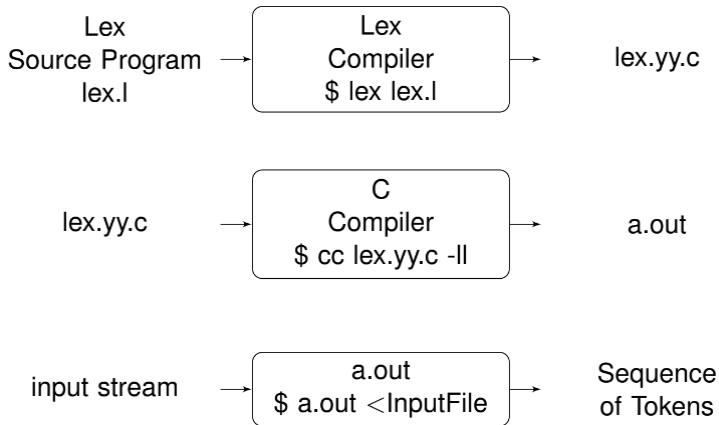 Lex
Source Program
lex.l
Lex
Compiler
$ lex lex.l
lex.yy.c
lex.yy.c
C
Compiler
$ cc lex.yy.c -ll
a.out
input stream
a.out
$ a.out <InputFile
Sequence
of Tokens